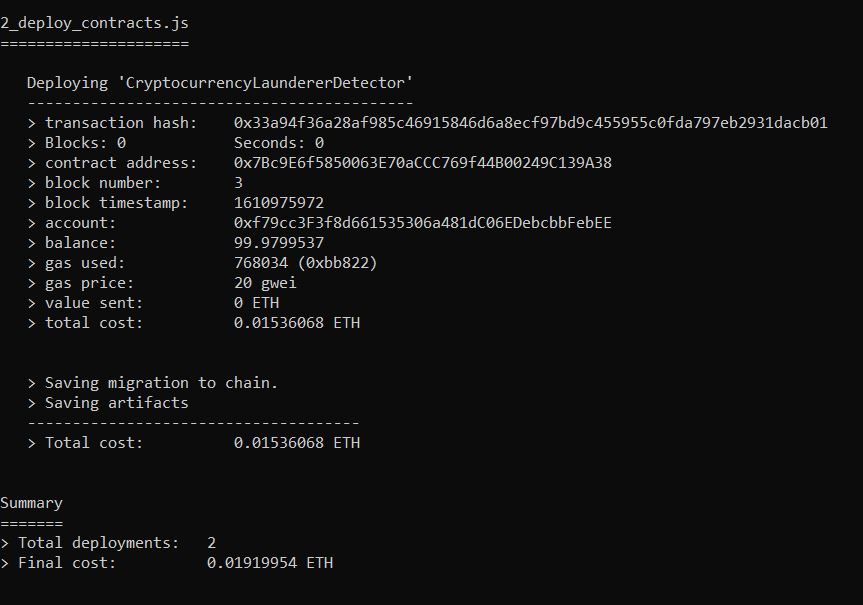 2_deploy_contracts.js
=====================
Deploying 'CryptocurrencyLaundererDetector'
-------------------------------------------
> transaction hash: 0x33a94f36a28af985c46915846d6a8ecf97bd9c455955c0fda797eb2931dacb01
> Blocks: 0 Seconds: 0
> contract address: 0x7Bc9E6f5850063E70aCCC769f44B00249C139A38
> block number: 3
> block timestamp: 1610975972
> account: 0xf79cc3F3f8d661535306a481dC06EDebcbbFebEE
> balance: 99.9799537
> gas used: 768034 (0xbb822)
> gas price: 20 gwei
> value sent: 0 ETH
> total cost: 0.01536068 ETH
> Saving migration to chain.
> Saving artifacts
-------------------------------------
> Total cost: 0.01536068 ETH
Summary
=======
> Total deployments: 2
> Final cost: 0.01919954 ETH